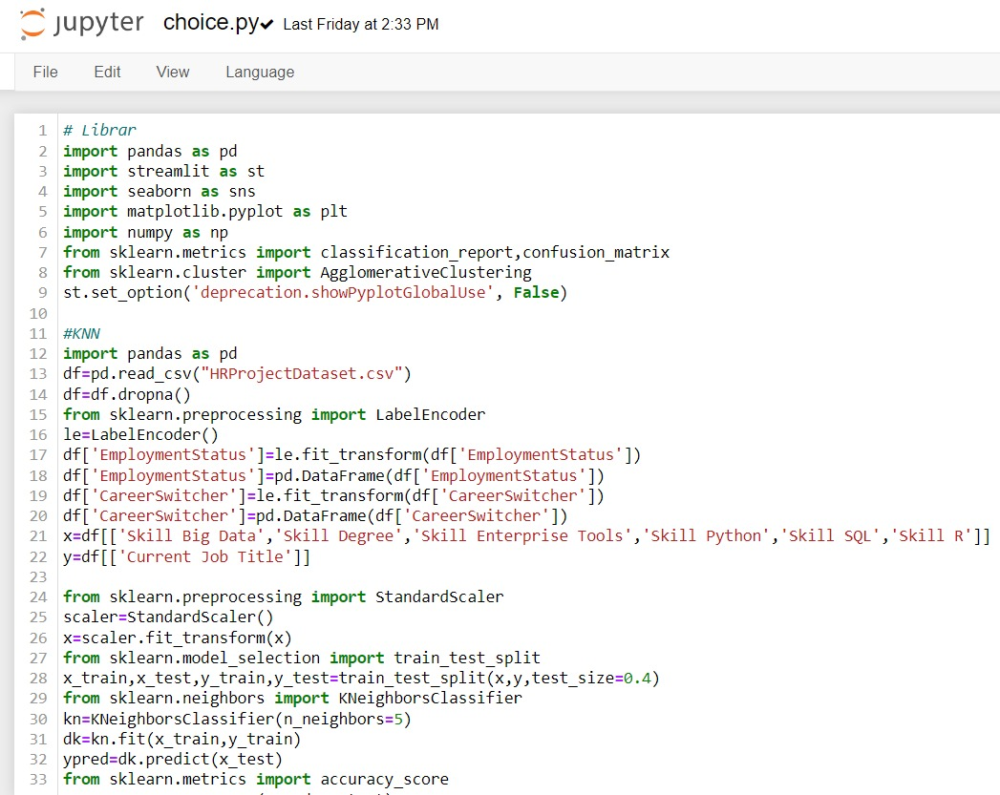 jupyter choice.py✔ Last Friday at 2:33 PM
File Edit View Language
1 # Librar
2 import pandas as pd
3 import streamlit as st
4 import seaborn as sns
5 import matplotlib.pyplot as plt
6 import numpy as np
7 from sklearn.metrics import classification_report,confusion_matrix
8 from sklearn.cluster import AgglomerativeClustering
9 st.set_option('deprecation.showPyplotGlobalUse', False)
10
11 #KNN
12 import pandas as pd
13 df=pd.read_csv("HRProjectDataset.csv")
14 df=df.dropna()
15 from sklearn.preprocessing import LabelEncoder
16 le=LabelEncoder()
17 df['EmploymentStatus']=le.fit_transform(df['EmploymentStatus'])
18 df['EmploymentStatus']=pd.DataFrame(df['EmploymentStatus'])
19 df['CareerSwitcher']=le.fit_transform(df['CareerSwitcher'])
20 df['CareerSwitcher']=pd.DataFrame(df['CareerSwitcher'])
21 x=df[['Skill Big Data','Skill Degree','Skill Enterprise Tools','Skill Python','Skill SQL','Skill R']]
22 y=df[['Current Job Title']]
23
24 from sklearn.preprocessing import StandardScaler
25 scaler=StandardScaler()
26 x=scaler.fit_transform(x)
27 from sklearn.model_selection import train_test_split
28 x_train,x_test,y_train,y_test=train_test_split(x,y,test_size=0.4)
29 from sklearn.neighbors import KNeighborsClassifier
30 kn=KNeighborsClassifier(n_neighbors=5)
31 dk=kn.fit(x_train,y_train)
32 ypred=dk.predict(x_test)
33 from sklearn.metrics import accuracy_score